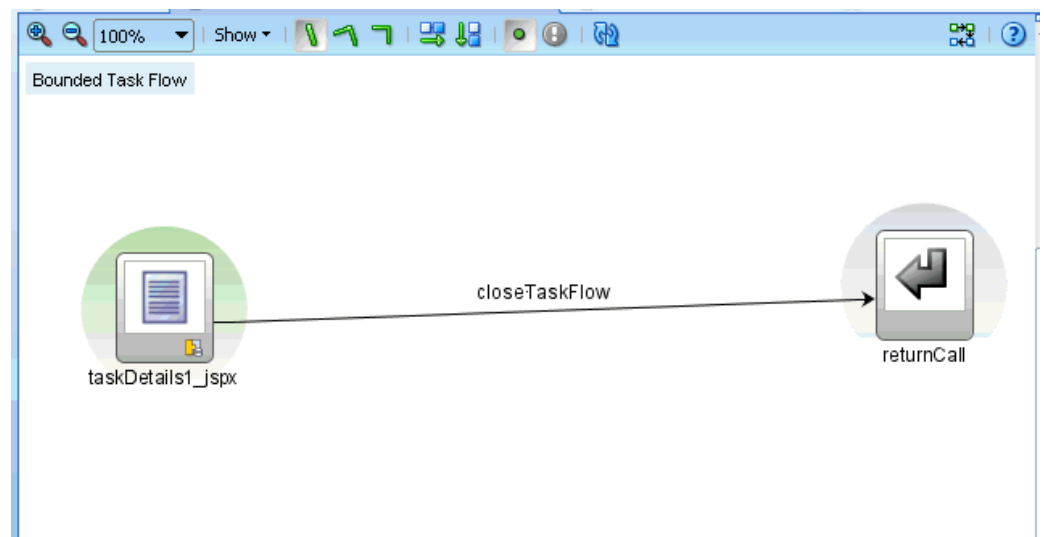 100% Show
Bounded Task Flow
closeTaskFlow
taskDetails1_jspx
returnCall